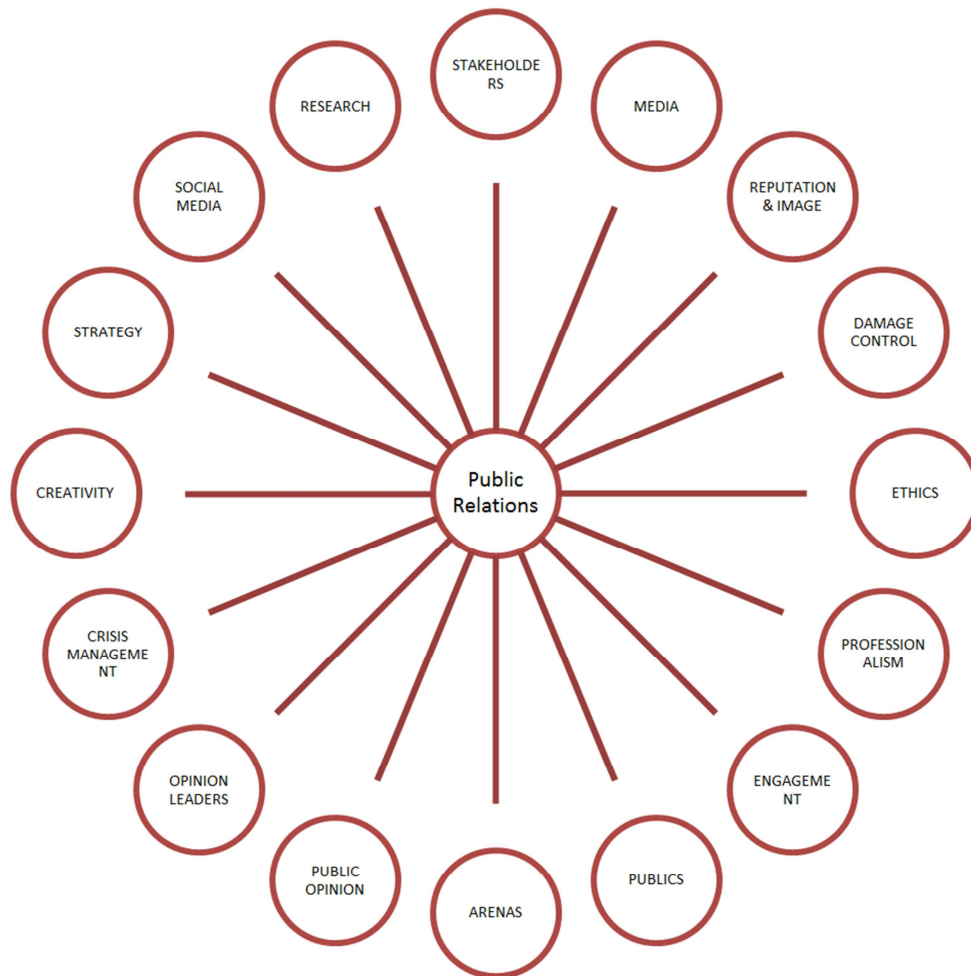 STAKEHOLDE
RS
MEDIA
REPUTATION
& IMAGE
DAMAGE
CONTROL
ETHICS
PROFESSION
ALISM
ENGAGEME
NT
PUBLICS
ARENAS
PUBLIC
OPINION
OPINION
LEADERS
CRISIS
MANAGEME
NT
CREATIVITY
STRATEGY
SOCIAL
MEDIA
RESEARCH
Public
Relations